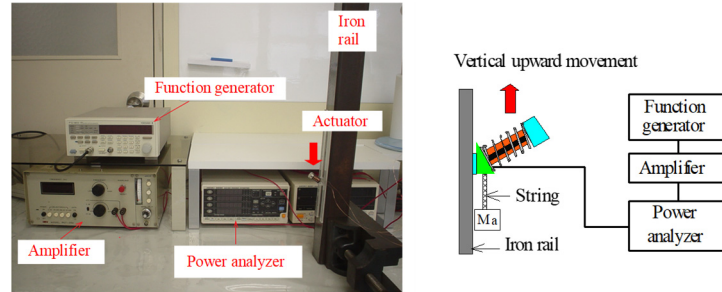 Iron
rail
Function generator
Actuator
Amplifier
Power analyzer
Vertical upward movement
Function
generator
Amplifier
Power
analyzer
String
Ma
Iron rail